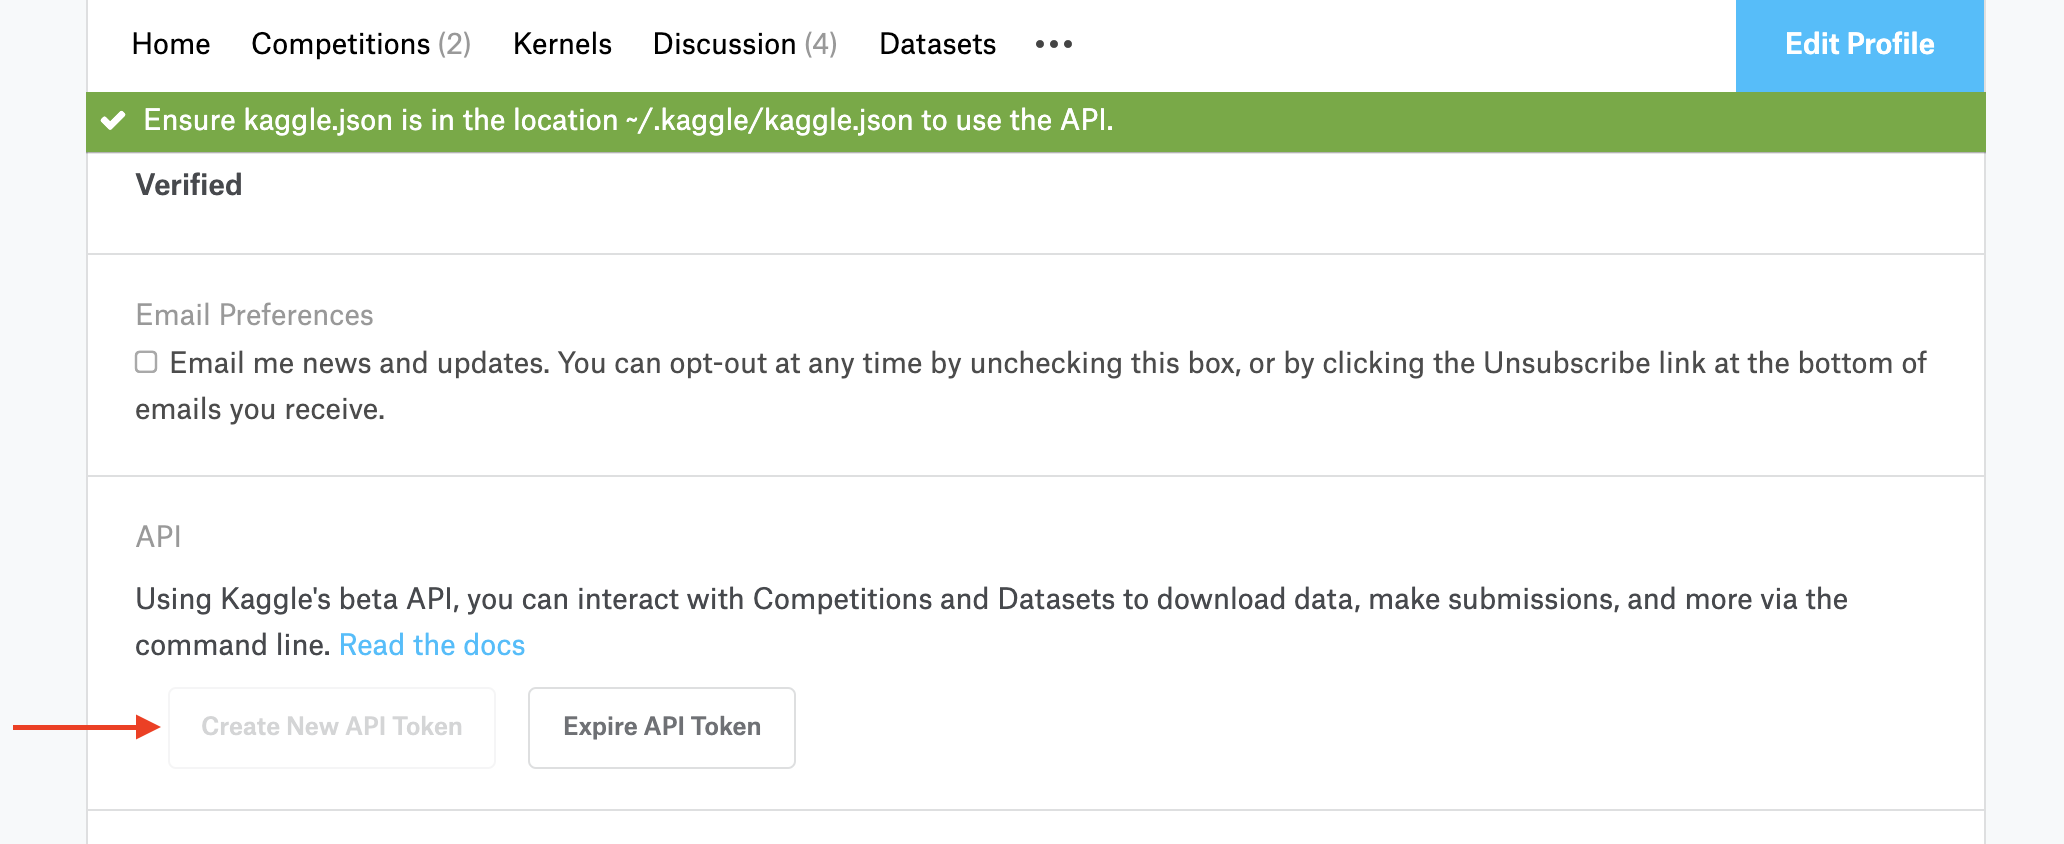 Home Competitions (2) Kernels Discussion (4) Datasets ••• Edit Profile
Ensure kaggle.json is in the location ~/.kaggle/kaggle.json to use the API.
Verified
Email Preferences
Email me news and updates. You can opt-out at any time by unchecking this box, or by clicking the Unsubscribe link at the bottom of
emails you receive.
API
Using Kaggle's beta API, you can interact with Competitions and Datasets to download data, make submissions, and more via the
command line. Read the docs
Create New API Token Expire API Token